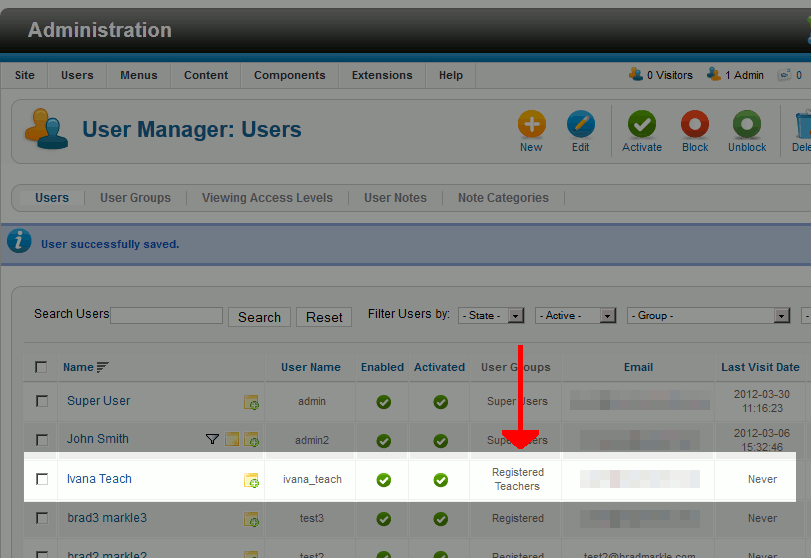 Administration
Site Users Menus Content Components Extensions Help 0 Visitors 1 Admin 0
User Manager: Users
New Edit Activate Block Unblock Dele
Users User Groups Viewing Access Levels User Notes Note Categories
User successfully saved.
Search Users Search Reset Filter Users by: - State - - Active - - Group -
Name User Name Enabled Activated User Groups Email Last Visit Date
Super User admin Super Users 2012-03-30
11:16:23
John Smith admin2 Super Users 2012-03-06
15:32:46
Ivana Teach ivana_teach Registered
Teachers Never
brad3 markle3 test3 Registered Never
brad2 markle2 test2 Registered test2@bradmarkle.com Never